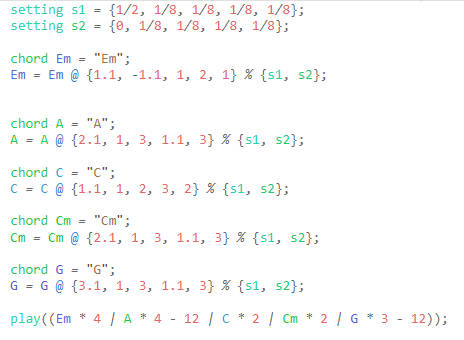 setting s1 = {1/2, 1/8, 1/8, 1/8, 1/8};
setting s2 = {0, 1/8, 1/8, 1/8, 1/8};
chord Em = "Em";
Em = Em @ {1.1, -1.1, 1, 2, 1} % {s1, s2};
chord A = "A";
A = A @ {2.1, 1, 3, 1.1, 3} % {s1, s2};
chord C = "C";
C = C @ {1.1, 1, 2, 3, 2} % {s1, s2};
chord Cm = "Cm";
Cm = Cm @ {2.1, 1, 3, 1.1, 3} % {s1, s2};
chord G = "G";
G = G @ {3.1, 1, 3, 1.1, 3} % {s1, s2};
play((Em * 4 / A * 4 - 12 / C * 2 / Cm * 2 / G * 3 - 12));